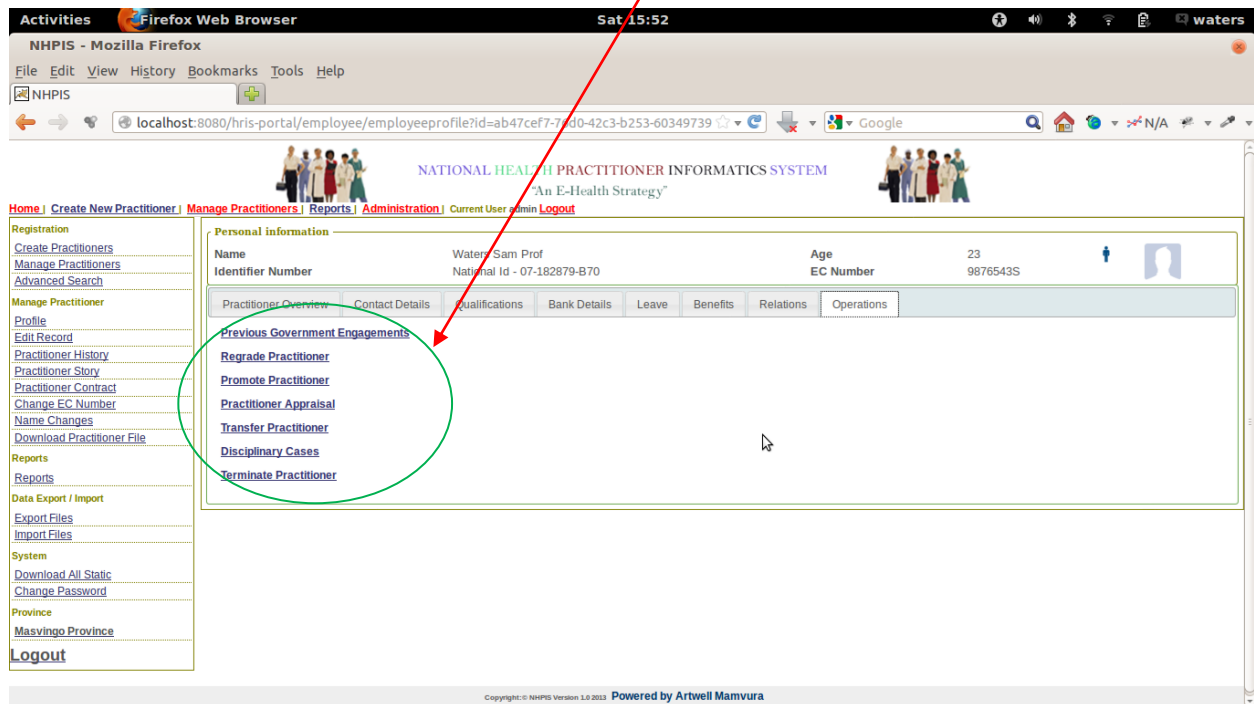 Activities Firefox Web Browser Sat 15:52 waters
NHPIS - Mozilla Firefox
File Edit View History Bookmarks Tools Help
NHPIS
localhost:8080/hris-portal/employee/employeeprofile?id=ab47cef7-7dd0-42c3-b253-60349739 Google N/A
NATIONAL HEALTH PRACTITIONER INFORMATICS SYSTEM
"An E-Health Strategy"
Home | Create New Practitioner | Manage Practitioners | Reports | Administration | Current User admin Logout
Registration
Create Practitioners
Manage Practitioners
Advanced Search
Manage Practitioner
Profile
Edit Record
Practitioner History
Practitioner Story
Practitioner Contract
Change EC Number
Name Changes
Download Practitioner File
Reports
Reports
Data Export / Import
Export Files
Import Files
System
Download All Static
Change Password
Province
Masvingo Province
Logout
Personal information
Name Waters Sam Prof Age 23
Identifier Number National Id - 07-182879-B70 EC Number 9876543S
Practitioner Overview Contact Details Qualifications Bank Details Leave Benefits Relations Operations
Previous Government Engagements
Regrade Practitioner
Promote Practitioner
Practitioner Appraisal
Transfer Practitioner
Disciplinary Cases
Terminate Practitioner
Copyright: © NHPIS Version 1.0 2013 Powered by Artwell Mamvura